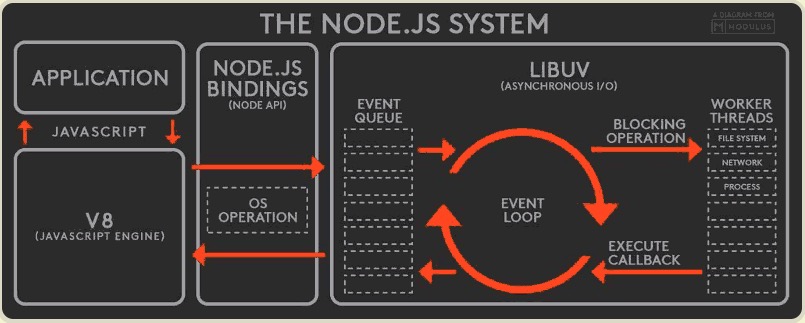 THE NODE.JS SYSTEM
A DIAGRAM FROM
MODULUS
APPLICATION
JAVASCRIPT
V8
(JAVASCRIPT ENGINE)
NODE.JS
BINDINGS
(NODE API)
OS
OPERATION
LIBUV
(ASYNCHRONOUS I/O)
EVENT
QUEUE
EVENT
LOOP
BLOCKING
OPERATION
EXECUTE
CALLBACK
WORKER
THREADS
FILE SYSTEM
NETWORK
PROCESS